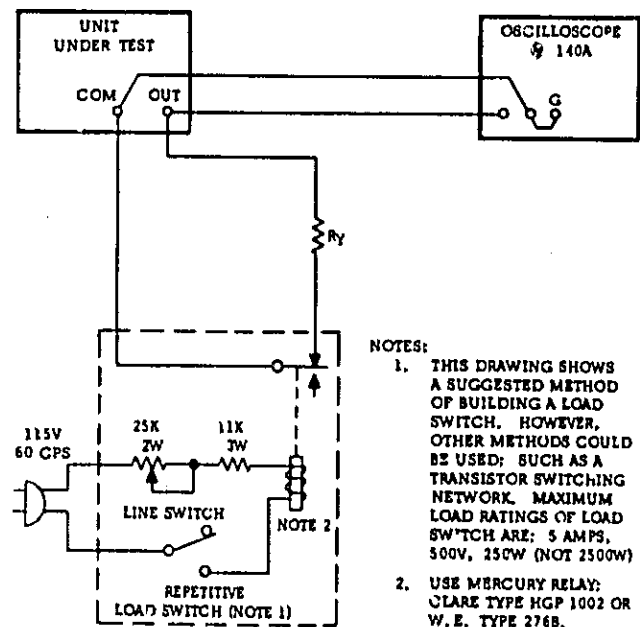 UNIT
UNDER TEST
COM OUT
OSCILLOSCOPE
hp 140A
G
RY
115V
60 CPS
25K
2W
11K
3W
LINE SWITCH
NOTE 2
REPETITIVE
LOAD SWITCH (NOTE 1)
NOTES:
1. THIS DRAWING SHOWS
A SUGGESTED METHOD
OF BUILDING A LOAD
SWITCH. HOWEVER,
OTHER METHODS COULD
BE USED; SUCH AS A
TRANSISTOR SWITCHING
NETWORK. MAXIMUM
LOAD RATINGS OF LOAD
SWTCH ARE: 5 AMPS,
500V, 250W (NOT 2500W)
2. USE MERCURY RELAY;
CLARE TYPE HGP 1002 OR
W.E. TYPE 276B.